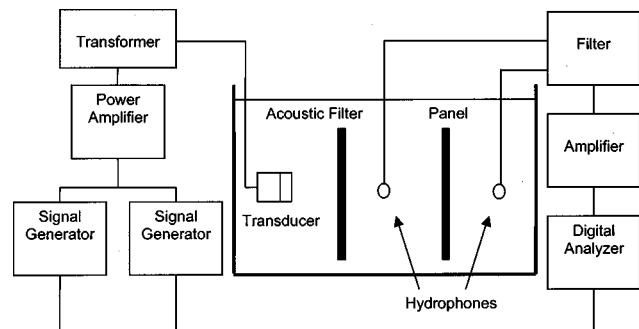 Transformer
Filter
Power
Amplifier
Acoustic Filter
Panel
Amplifier
Transducer
Signal
Generator
Signal
Generator
Digital
Analyzer
Hydrophones